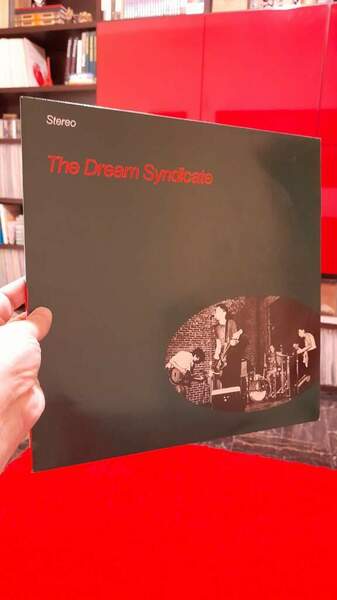 Stereo
The Dream Syndicate